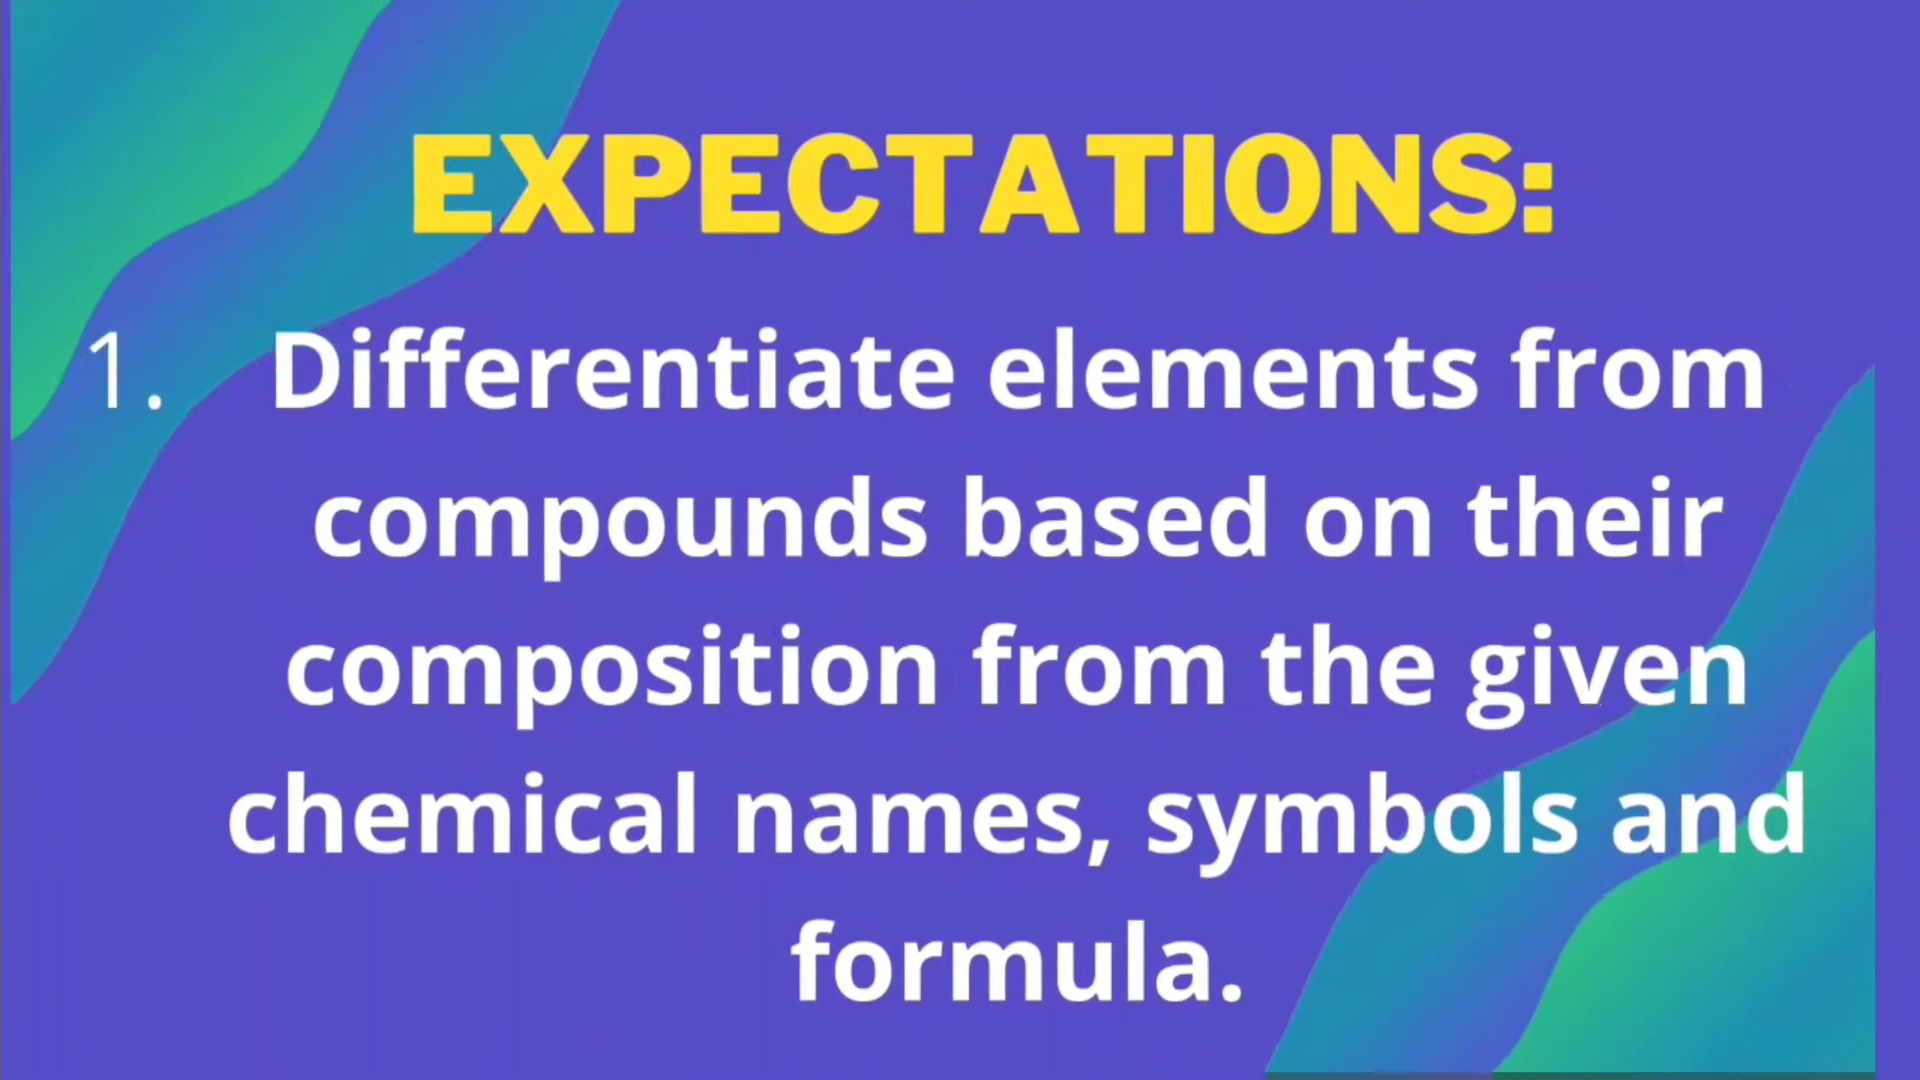 EXPECTATIONS:
1. Differentiate elements from
compounds based on their
composition from the given
chemical names, symbols and
formula.